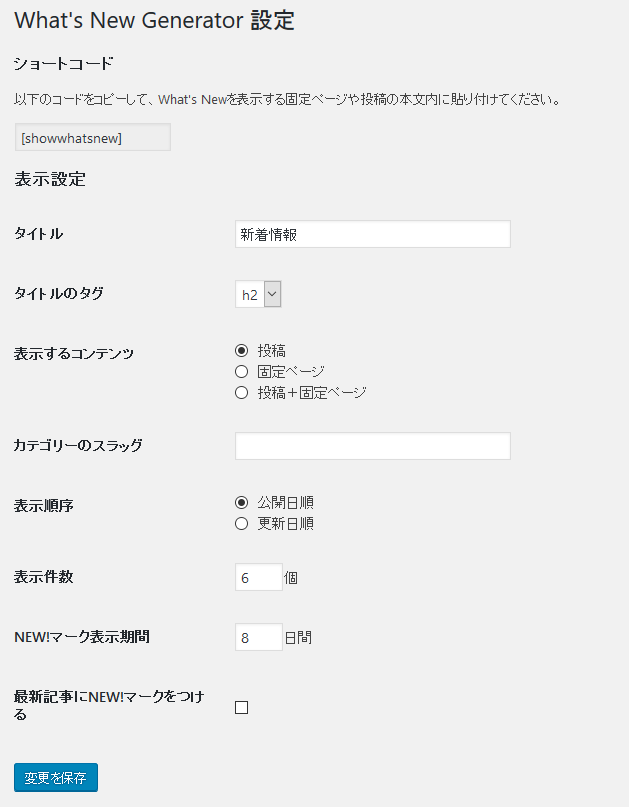 What's New Generator 設定
ショートコード
以下のコードをコピーして、What's Newを表示する固定ページや投稿の本文内に貼り付けてください。
[showwhatsnew]
表示設定
タイトル
新着情報
タイトルのタグ
h2
表示するコンテンツ
投稿
固定ページ
投稿＋固定ページ
カテゴリーのスラッグ
表示順序
公開日順
更新日順
表示件数
6 個
NEW!マーク表示期間
8 日間
最新記事にNEW!マークをつけ
る
変更を保存